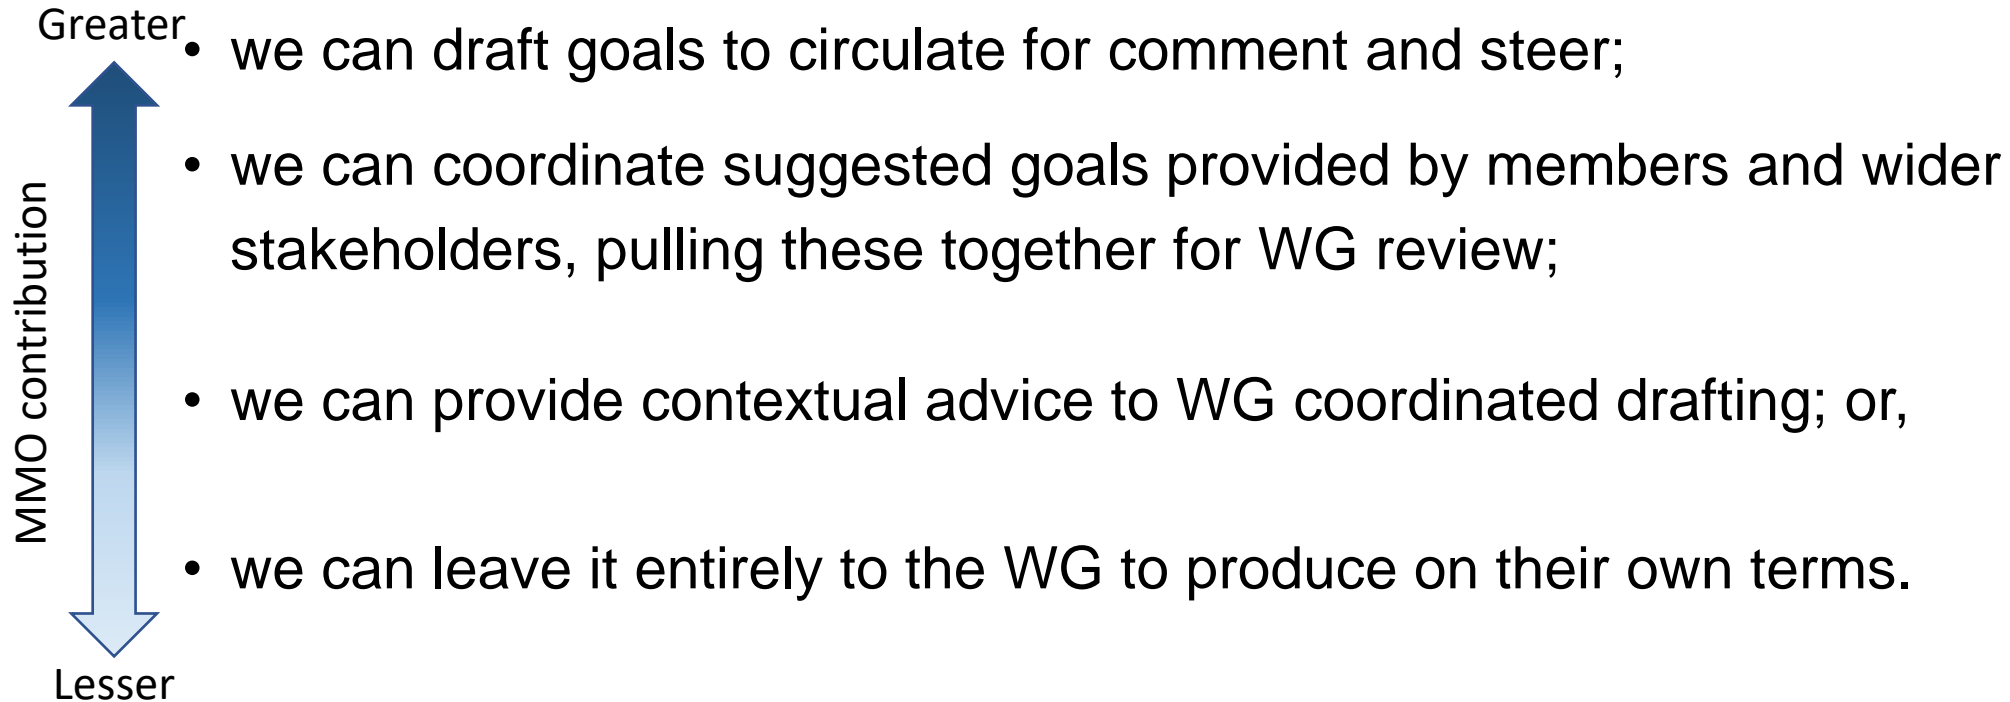 Greater
• we can draft goals to circulate for comment and steer;
• we can coordinate suggested goals provided by members and wider
stakeholders, pulling these together for WG review;
MMO contribution
• we can provide contextual advice to WG coordinated drafting; or,
• we can leave it entirely to the WG to produce on their own terms.
Lesser